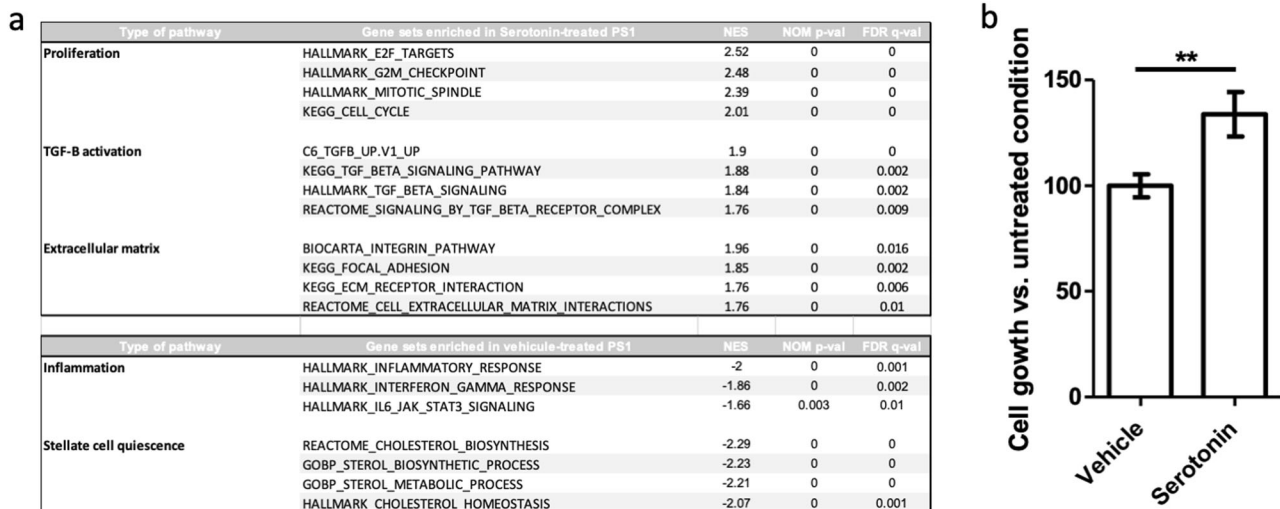 a
Type of pathway Gene sets enriched in Serotonin-treated PS1 NES NOM p-val FDR q-val
Proliferation HALLMARK_E2F_TARGETS 2.52 0 0
HALLMARK_G2M_CHECKPOINT 2.48 0 0
HALLMARK_MITOTIC_SPINDLE 2.39 0 0
KEGG_CELL_CYCLE 2.01 0 0
TGF-B activation C6_TGFB_UP.V1_UP 1.9 0 0
KEGG_TGF_BETA_SIGNALING_PATHWAY 1.88 0 0.002
HALLMARK_TGF_BETA_SIGNALING 1.84 0 0.002
REACTOME_SIGNALING_BY_TGF_BETA_RECEPTOR_COMPLEX 1.76 0 0.009
Extracellular matrix BIOCARTA_INTEGRIN_PATHWAY 1.96 0 0.016
KEGG_FOCAL_ADHESION 1.85 0 0.002
KEGG_ECM_RECEPTOR_INTERACTION 1.76 0 0.006
REACTOME_CELL_EXTRACELLULAR_MATRIX_INTERACTIONS 1.76 0 0.01
Type of pathway Gene sets enriched in vehicule-treated PS1 NES NOM p-val FDR q-val
Inflammation HALLMARK_INFLAMMATORY_RESPONSE -2 0 0.001
HALLMARK_INTERFERON_GAMMA_RESPONSE -1.86 0 0.002
HALLMARK_IL6_JAK_STAT3_SIGNALING -1.66 0.003 0.01
Stellate cell quiescence REACTOME_CHOLESTEROL_BIOSYNTHESIS -2.29 0 0
GOBP_STEROL_BIOSYNTHETIC_PROCESS -2.23 0 0
GOBP_STEROL_METABOLIC_PROCESS -2.21 0 0
HALLMARK_CHOLESTEROL_HOMEOSTASIS -2.07 0 0.001
b
Cell gowth vs. untreated condition
**
150
100
50
0
Vehicle
Serotonin